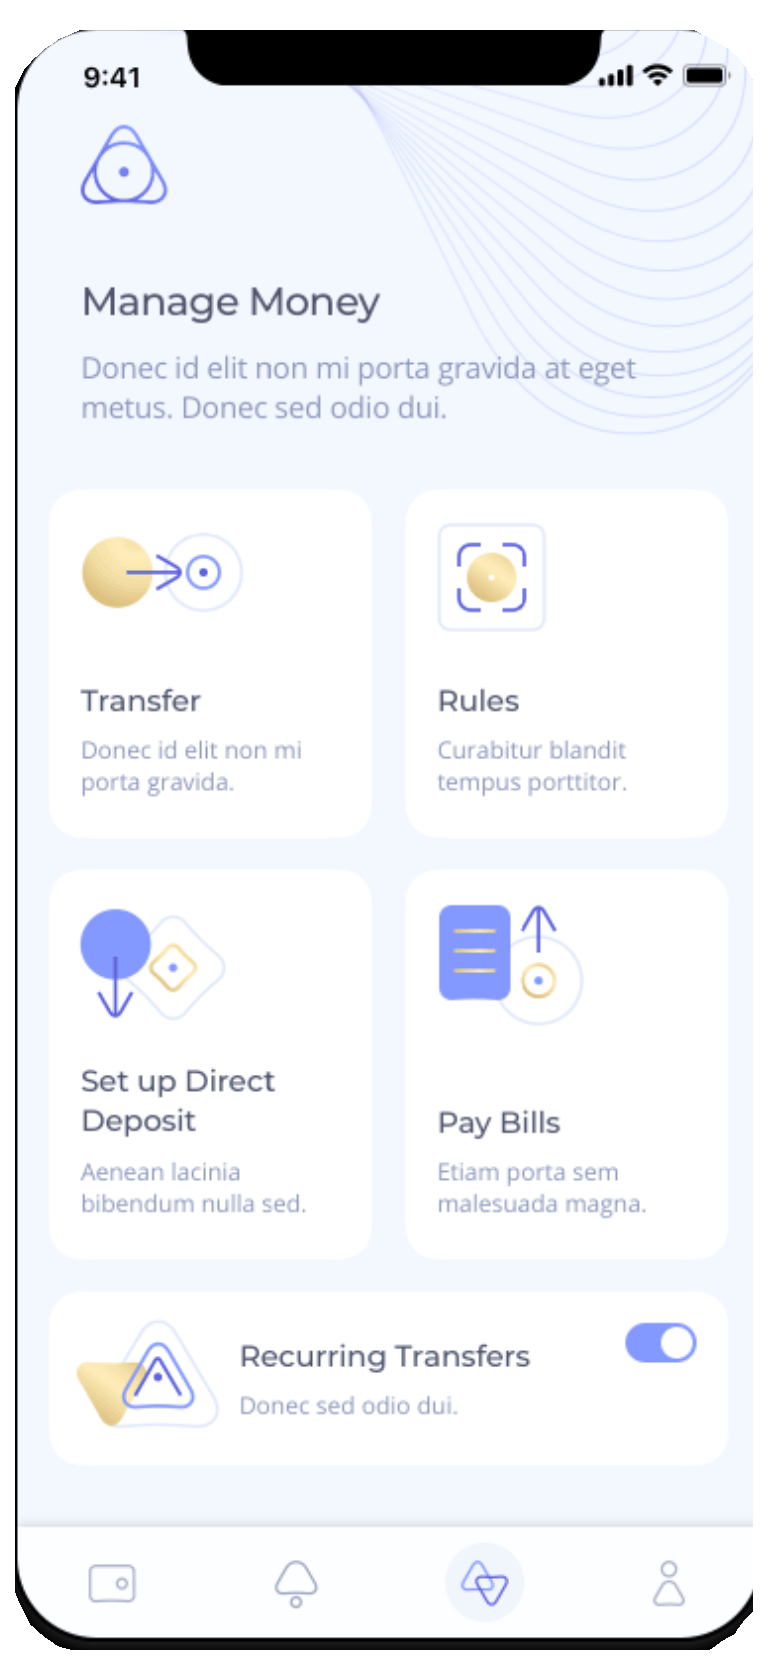 9:41
Manage Money
Donec id elit non mi porta gravida at eget
metus. Donec sed odio dui.
Transfer
Donec id elit non mi
porta gravida.
Rules
Curabitur blandit
tempus porttitor.
Set up Direct
Deposit
Aenean lacinia
bibendum nulla sed.
Pay Bills
Etiam porta sem
malesuada magna.
Recurring Transfers
Donec sed odio dui.